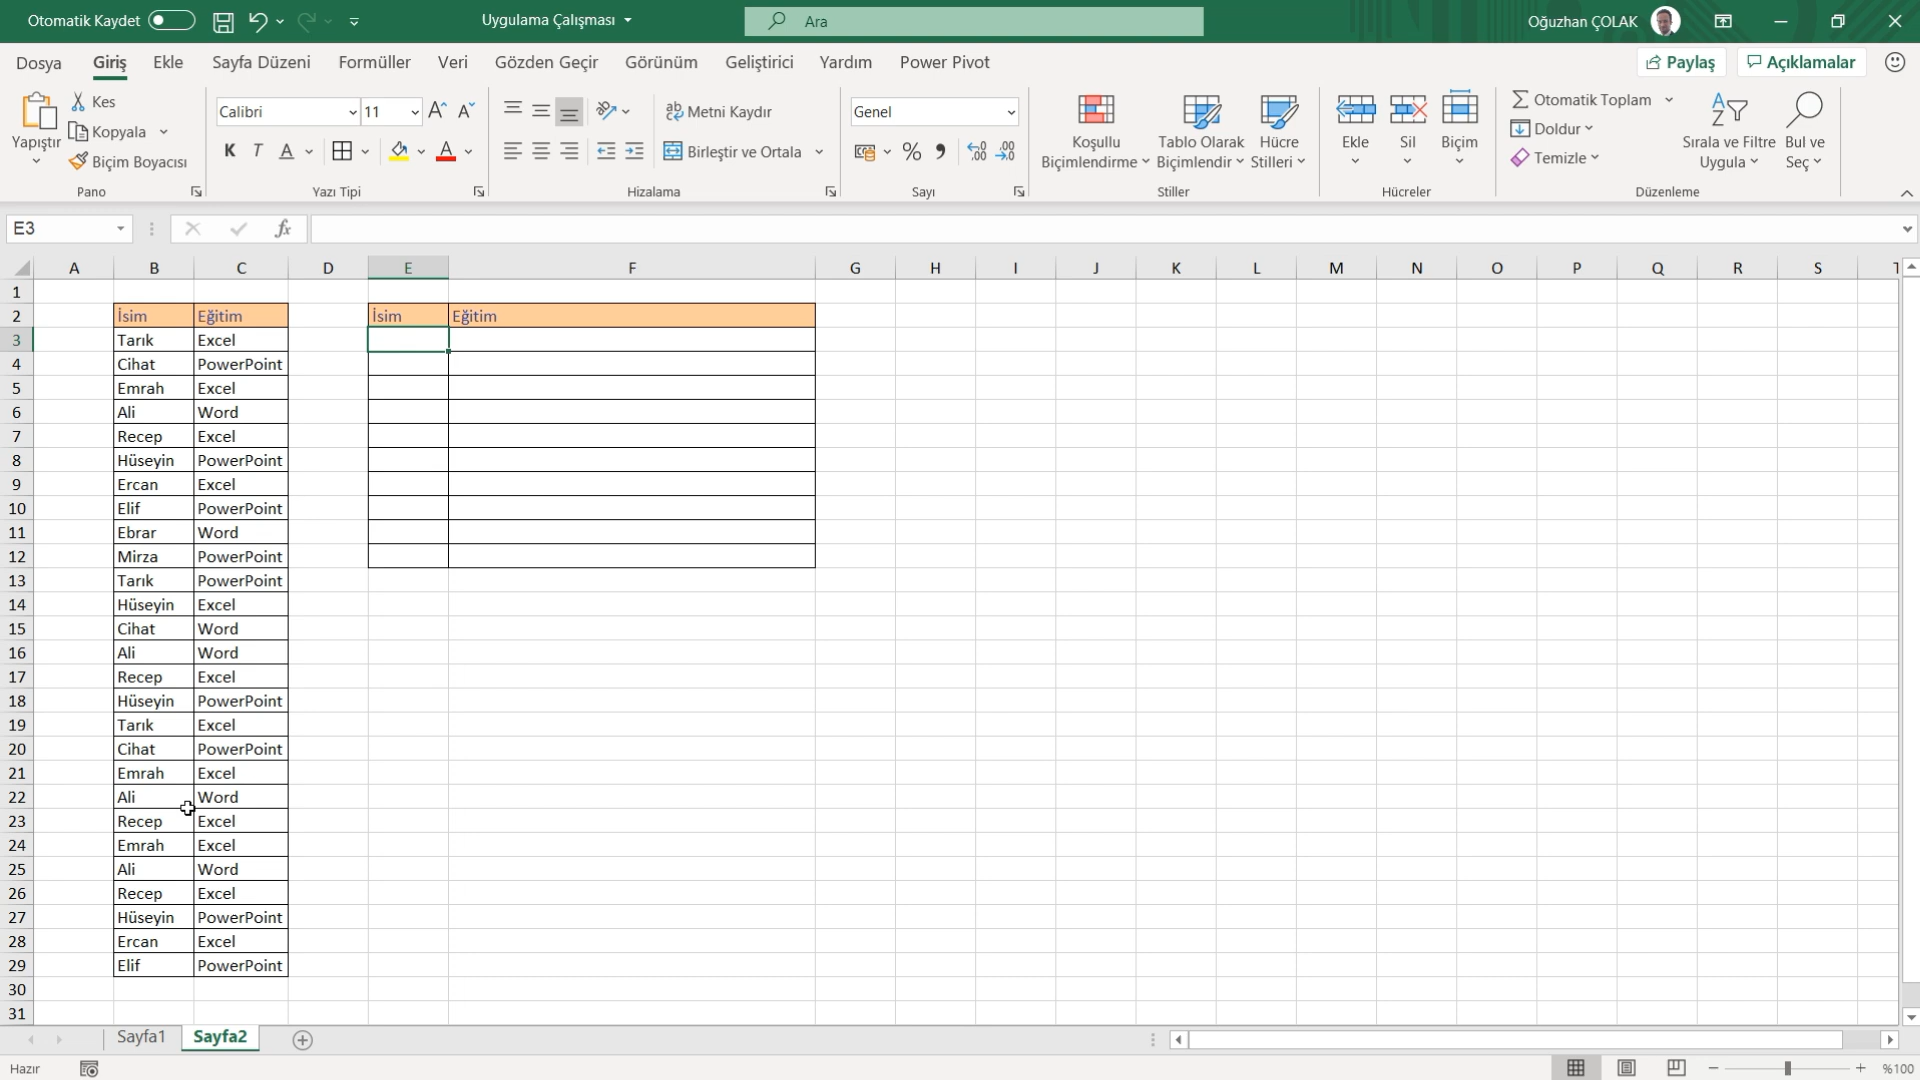 Otomatik Kaydet
Uygulama Çalışması
Ara
Oğuzhan ÇOLAK
Dosya Giriş Ekle Sayfa Düzeni Formüller Veri Gözden Geçir Görünüm Geliştirici Yardım Power Pivot
Paylaş Açıklamalar
Yapıştır
Kes
Kopyala
Biçim Boyacısı
Pano
Calibri 11
K T A A
Yazı Tipi
Metni Kaydır
Birleştir ve Ortala
Hizalama
Genel
%
Sayı
Koşullu Biçimlendirme
Tablo Olarak Biçimlendir
Hücre Stilleri
Stiller
Ekle Sil Biçim
Hücreler
Otomatik Toplam
Doldur
Temizle
Sırala ve Filtre Uygula
Bul ve Seç
Düzenleme
E3 fx
A B C D E F G H I J K L M N O P Q R S
1
2 İsim Eğitim İsim Eğitim
3 Tarık Excel
4 Cihat PowerPoint
5 Emrah Excel
6 Ali Word
7 Recep Excel
8 Hüseyin PowerPoint
9 Ercan Excel
10 Elif PowerPoint
11 Ebrar Word
12 Mirza PowerPoint
13 Tarık PowerPoint
14 Hüseyin Excel
15 Cihat Word
16 Ali Word
17 Recep Excel
18 Hüseyin PowerPoint
19 Tarık Excel
20 Cihat PowerPoint
21 Emrah Excel
22 Ali Word
23 Recep Excel
24 Emrah Excel
25 Ali Word
26 Recep Excel
27 Hüseyin PowerPoint
28 Ercan Excel
29 Elif PowerPoint
30
31
Sayfa1 Sayfa2
Hazır
%100